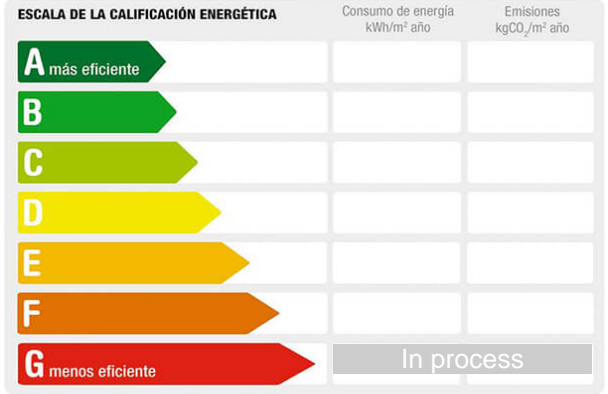 ESCALA DE LA CALIFICACIÓN ENERGÉTICA
Consumo de energía
kWh/m² año
Emisiones
kgCO₂/m² año
A más eficiente
B
C
D
E
F
G menos eficiente
In process